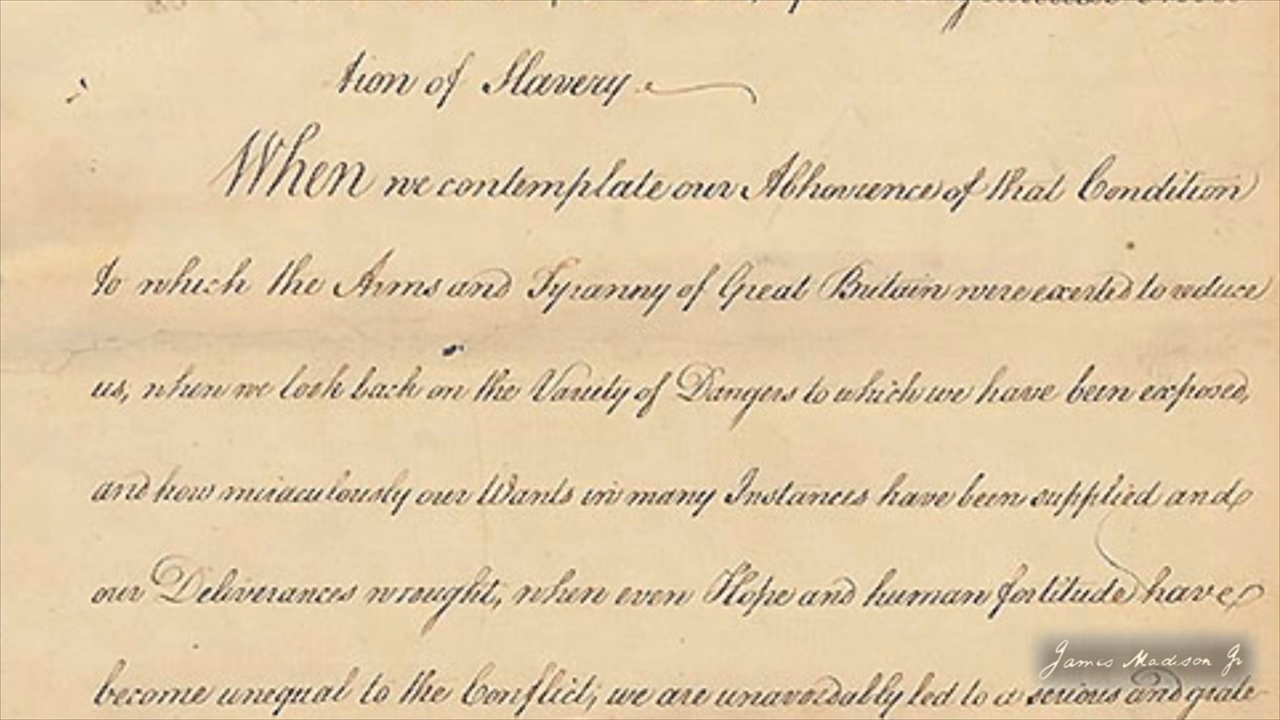 tion of Slavery
When we contemplate our Abhorrence of that Condition
to which the Arms and Tyranny of Great Britain were exerted to reduce
us, when we look back on the Variety of Dangers to which we have been exposed,
and how miraculously our Wants in many Instances have been supplied and
our Deliverances wrought, when even Hope and human fortitude have
become unequal to the Conflict; we are unavoidably led to a serious and grate
James Madison Jr